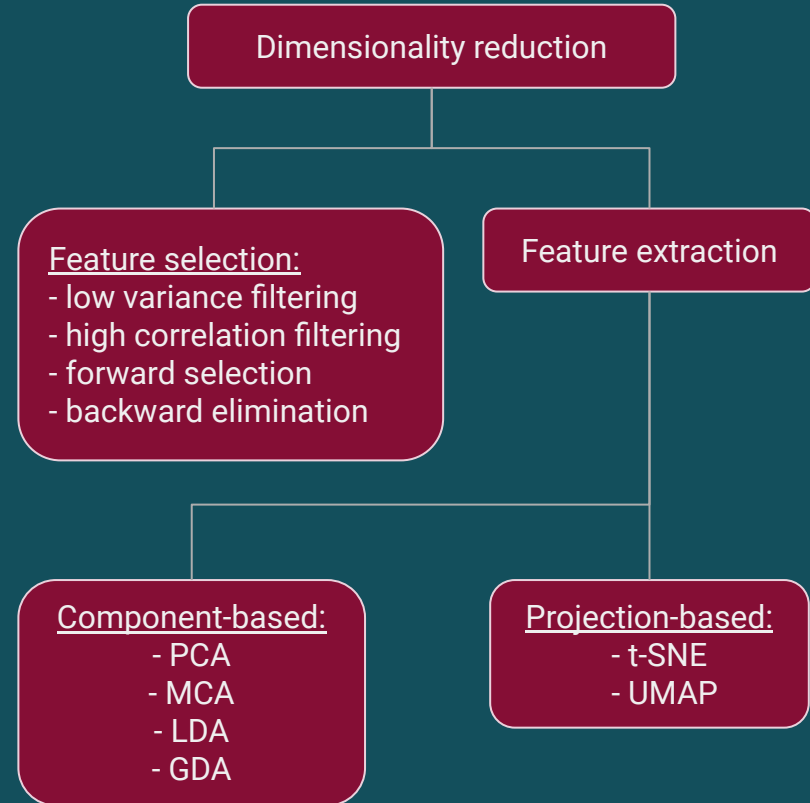 Dimensionality reduction
Feature selection:
- low variance filtering
- high correlation filtering
- forward selection
- backward elimination
Feature extraction
Component-based:
- PCA
- MCA
- LDA
- GDA
Projection-based:
- t-SNE
- UMAP